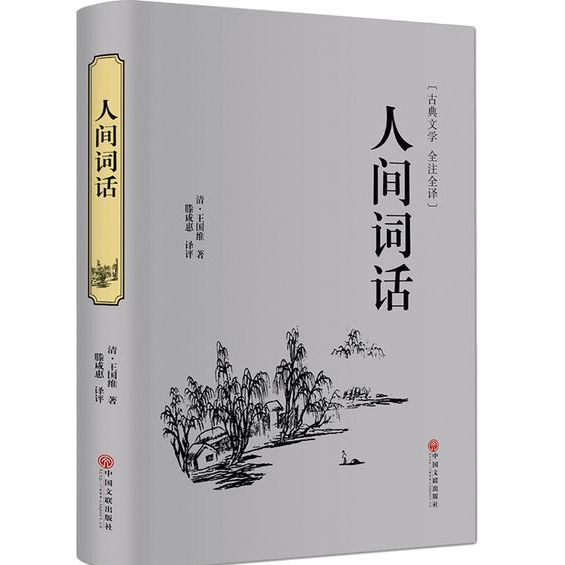 人间词话
清·王国维 著
滕咸惠 译评
中国文联出版社
［古典文学 全注全译］
人间词话
清·王国维 著
滕咸惠 译评
中国文联出版社